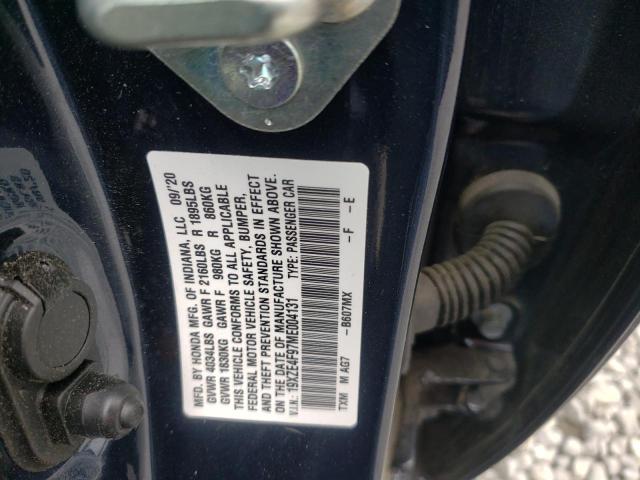 MFD. BY HONDA MFG. OF INDIANA, LLC 09/'20
GVWR 4034LBS GAWR F 2160LBS R 1895LBS
GVWR 1830KG GAWR F 980KG R 860KG
THIS VEHICLE CONFORMS TO ALL APPLICABLE
FEDERAL MOTOR VEHICLE SAFETY, BUMPER,
AND THEFT PREVENTION STANDARDS IN EFFECT
ON THE DATE OF MANUFACTURE SHOWN ABOVE.
V.I.N.: 19XZE4F97ME004131 TYPE: PASSENGER CAR
TXM M AG7 -B607MX -F -E